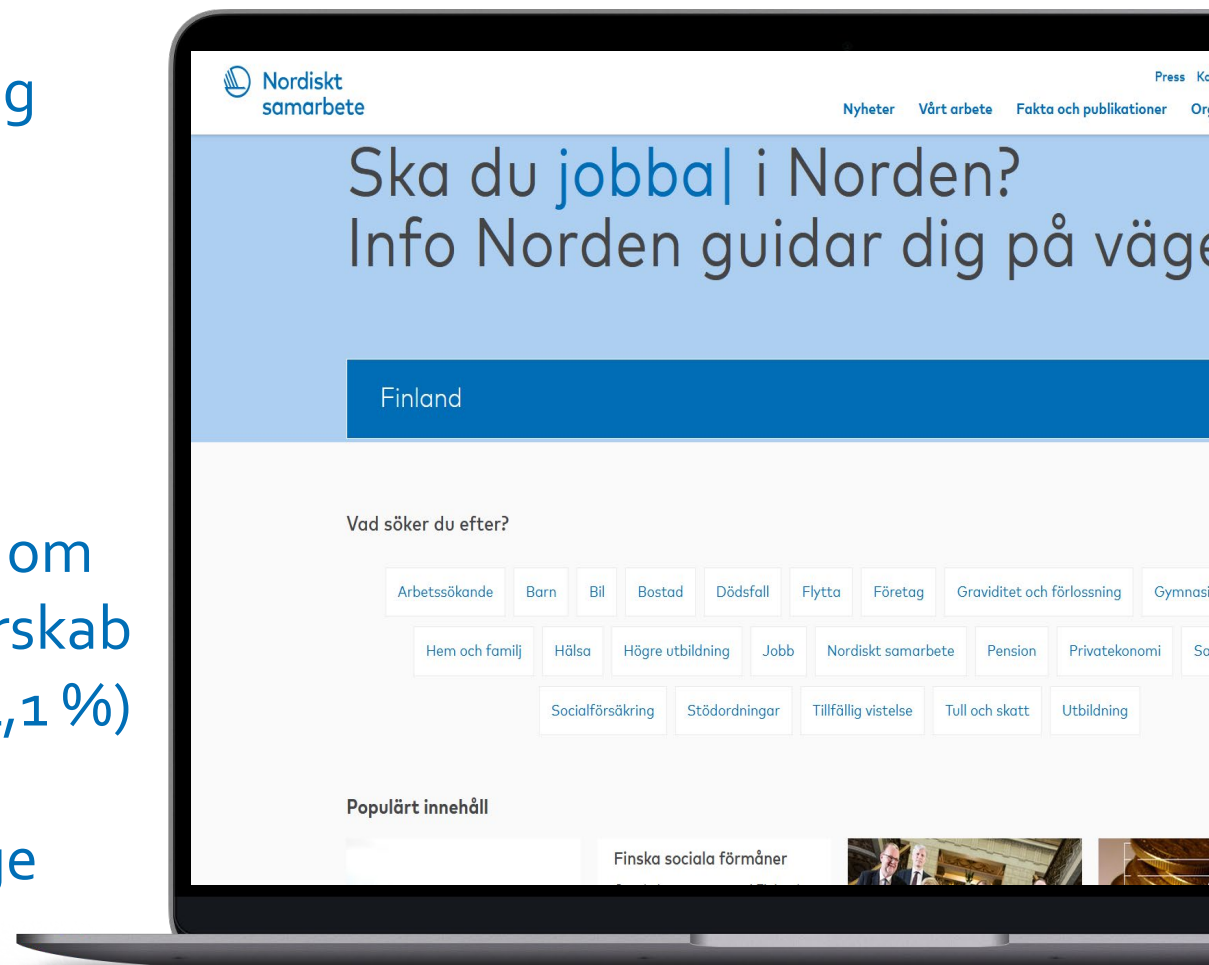 Nordiskt
samarbete
Press
Nyheter Vårt arbete Fakta och publikationer
Ska du jobba| i Norden?
Info Norden guidar dig på
Finland
Vad söker du efter?
Arbetssökande Barn Bil Bostad Dödsfall Flytta Företag Graviditet och förlossning
Hem och familj Hälsa Högre utbildning Jobb Nordiskt samarbete Pension Privatekonomi
Socialförsäkring Stödordningar Tillfällig vistelse Tull och skatt Utbildning
Populärt innehåll
Finska sociala förmåner
om
,1 %)